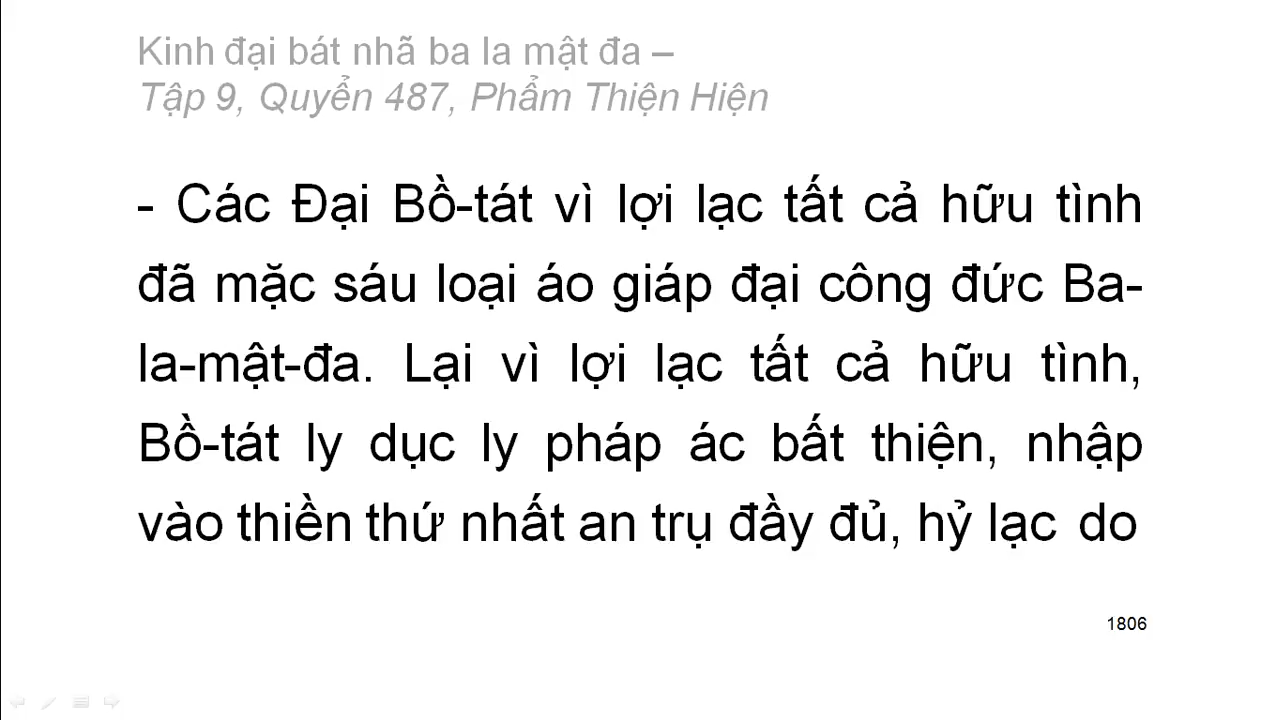 Kinh đại bát nhã ba la mật đa –
Tập 9, Quyển 487, Phẩm Thiện Hiện
- Các Đại Bồ-tát vì lợi lạc tất cả hữu tình
đã mặc sáu loại áo giáp đại công đức Ba-
la-mật-đa. Lại vì lợi lạc tất cả hữu tình,
Bồ-tát ly dục ly pháp ác bất thiện, nhập
vào thiền thứ nhất an trụ đầy đủ, hỷ lạc do
1806